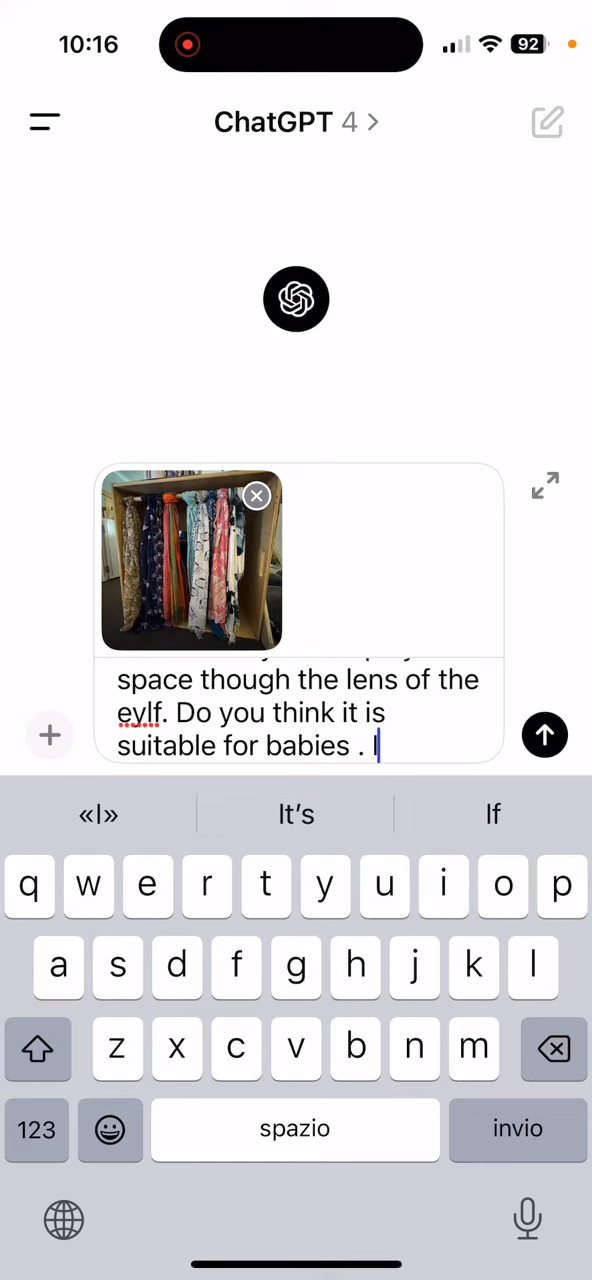 10:16
92
ChatGPT 4 >
space though the lens of the
eylf. Do you think it is
suitable for babies . I
«I» It's If
q w e r t y u i o p
a s d f g h j k l
z x c v b n m
123 spazio invio